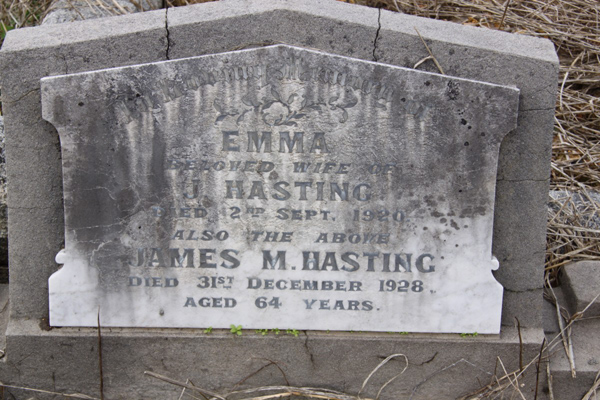 EMMA
BELOVED WIFE OF
J. HASTING
DIED 2ND SEPT. 1920
ALSO THE ABOVE
JAMES M. HASTING
DIED 31ST DECEMBER 1928
AGED 64 YEARS.